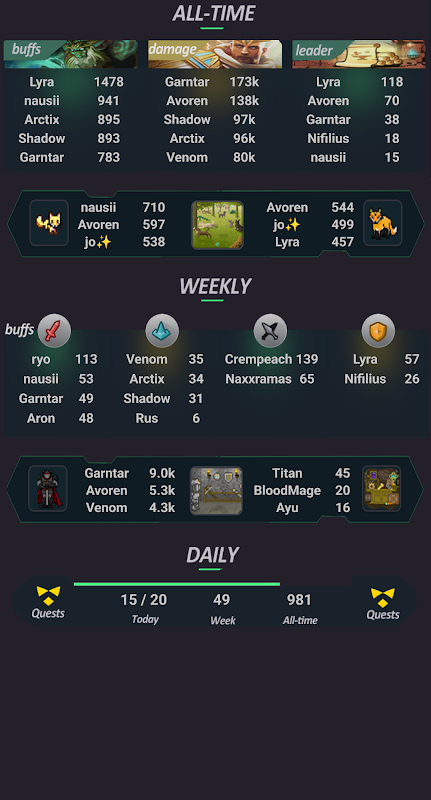 ALL-TIME
buffs damage leader
Lyra 1478 Garntar 173k Lyra 118
nausii 941 Avoren 138k Avoren 70
Arctix 895 Shadow 97k Garntar 38
Shadow 893 Arctix 96k Nifilius 18
Garntar 783 Venom 80k nausii 15
nausii 710 Avoren 544
Avoren 597 jo✨ 499
jo✨ 538 Lyra 457
WEEKLY
buffs
ryo 113 Venom 35 Crempeach 139 Lyra 57
nausii 53 Arctix 34 Naxxramas 65 Nifilius 26
Garntar 49 Shadow 31
Aron 48 Rus 6
Garntar 9.0k Titan 45
Avoren 5.3k BloodMage 20
Venom 4.3k Ayu 16
DAILY
15 / 20 49 981
Quests Today Week All-time Quests